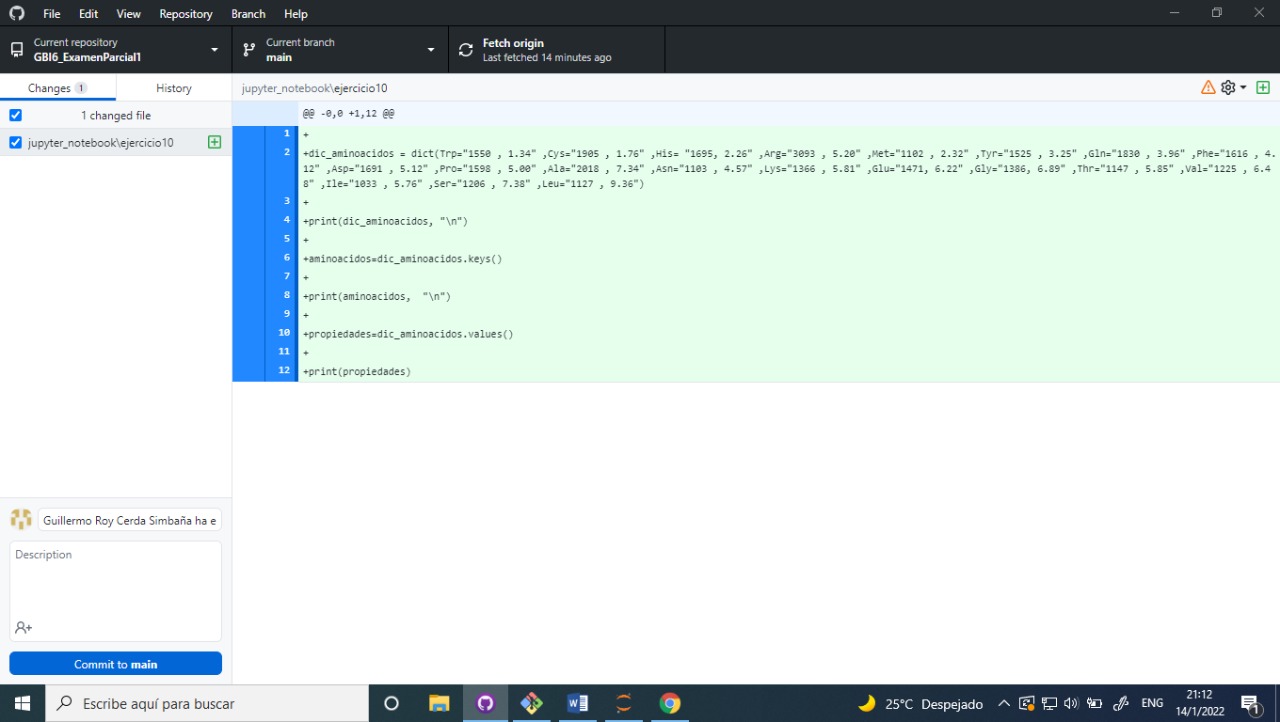 File Edit View Repository Branch Help
Current repository
GBI6_ExamenParcial1
Current branch
main
Fetch origin
Last fetched 14 minutes ago
Changes 1
History
jupyter_notebook\ejercicio10
1 changed file
jupyter_notebook\ejercicio10
@@ -0,0 +1,12 @@
1 +
2 +dic_aminoacidos = dict(Trp="1550 , 1.34" ,Cys="1905 , 1.76" ,His= "1695, 2.26" ,Arg="3093 , 5.20" ,Met="1102 , 2.32" ,Tyr="1525 , 3.25" ,Gln="1830 , 3.96" ,Phe="1616 , 4.
12" ,Asp="1691 , 5.12" ,Pro="1598 , 5.00" ,Ala="2018 , 7.34" ,Asn="1103 , 4.57" ,Lys="1366 , 5.81" ,Glu="1471, 6.22" ,Gly="1386, 6.89" ,Thr="1147 , 5.85" ,Val="1225 , 6.4
8" ,Ile="1033 , 5.76" ,Ser="1206 , 7.38" ,Leu="1127 , 9.36")
3 +
4 +print(dic_aminoacidos, "\n")
5 +
6 +aminoacidos=dic_aminoacidos.keys()
7 +
8 +print(aminoacidos,  "\n")
9 +
10 +propiedades=dic_aminoacidos.values()
11 +
12 +print(propiedades)
Guillermo Roy Cerda Simbaña ha e
Description
Commit to main
Escribe aquí para buscar
25°C Despejado
ENG
21:12
14/1/2022
1